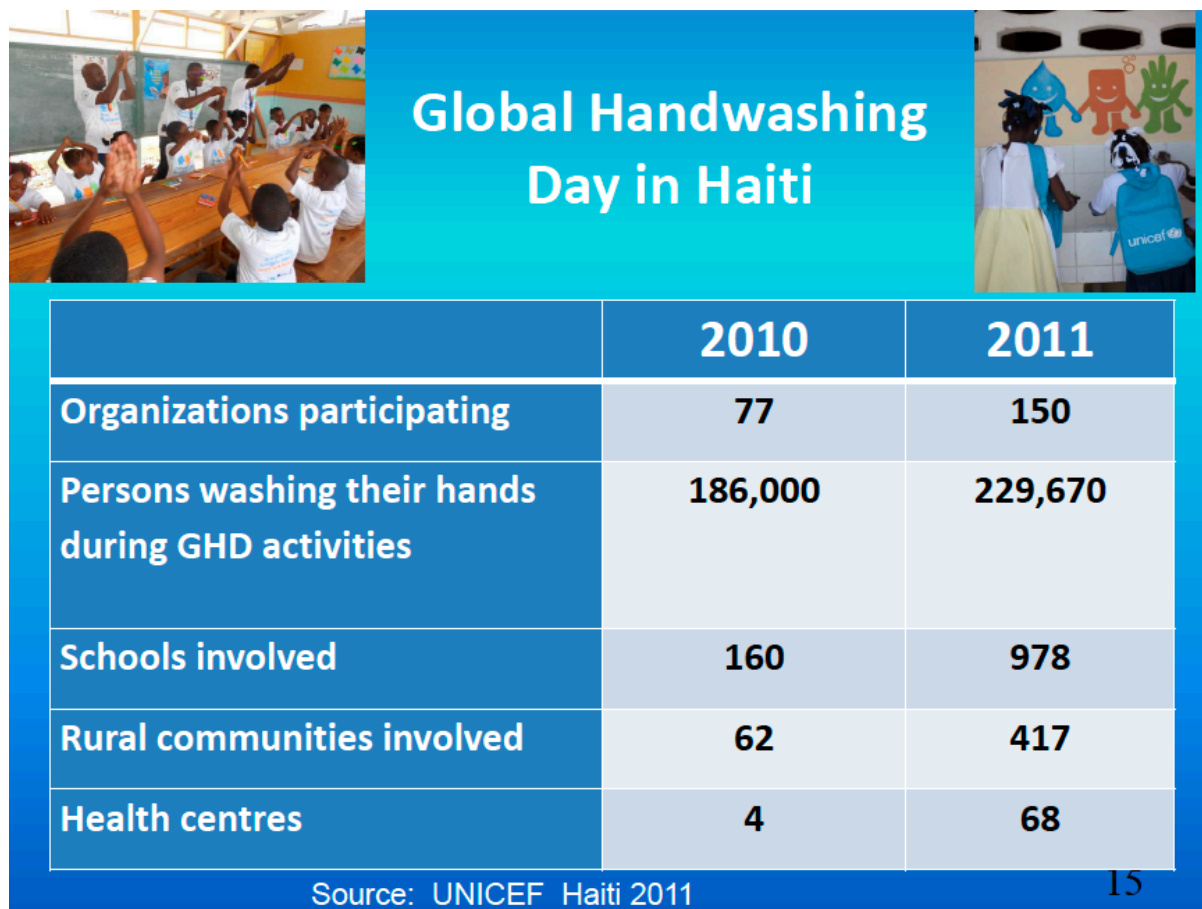 Global Handwashing
Day in Haiti
unicef
2010 2011
Organizations participating 77 150
Persons washing their hands 186,000 229,670
during GHD activities
Schools involved 160 978
Rural communities involved 62 417
Health centres 4 68
Source: UNICEF Haiti 2011
15